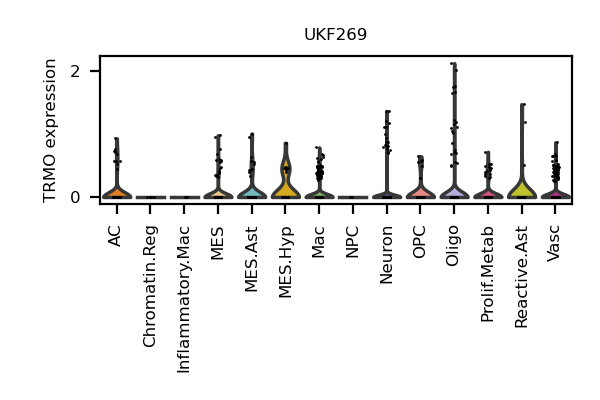 UKF269
TRMO expression
2
0
AC
Chromatin.Reg
Inflammatory.Mac
MES
MES.Ast
MES.Hyp
Mac
NPC
Neuron
OPC
Oligo
Prolif.Metab
Reactive.Ast
Vasc